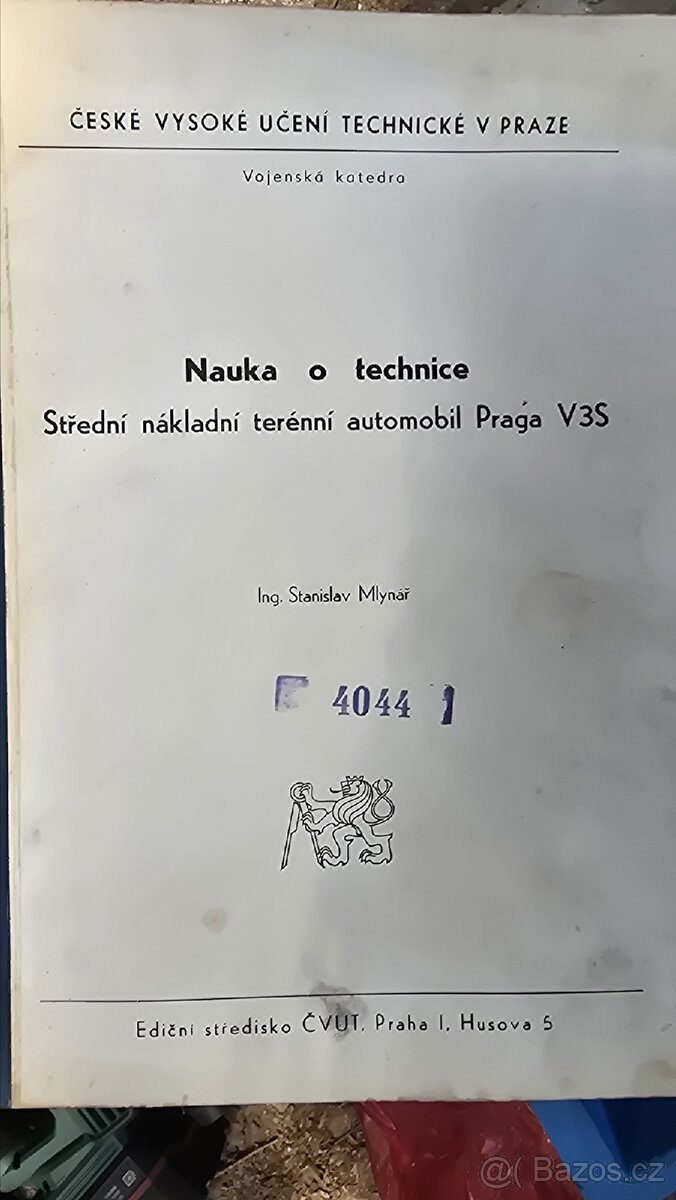 ČESKÉ VYSOKÉ UČENÍ TECHNICKÉ V PRAZE
Vojenská katedra
Nauka o technice
Střední nákladní terénní automobil Praga V3S
Ing. Stanislav Mlynář
4044
Ediční středisko ČVUT, Praha I, Husova 5
@( Bazos.cz